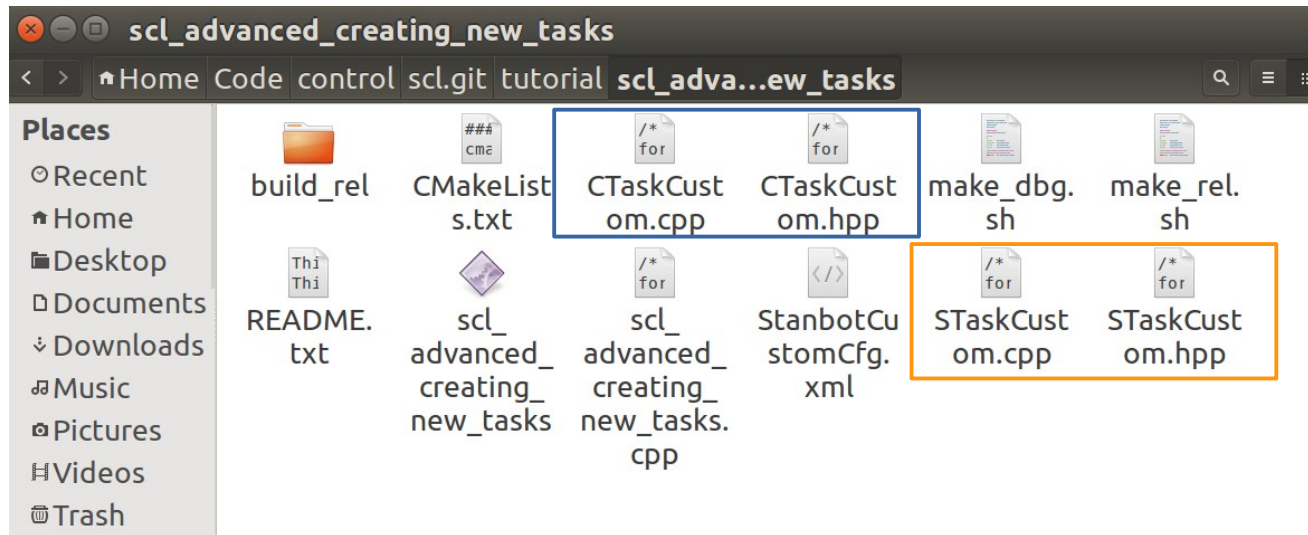 scl_advanced_creating_new_tasks
Home Code control scl.git tutorial scl_adva...ew_tasks
Places
Recent
Home
Desktop
Documents
Downloads
Music
Pictures
Videos
Trash
build_rel
###
cma
CMakeList
s.txt
/*
for
CTaskCust
om.cpp
/*
for
CTaskCust
om.hpp
make_dbg.
sh
make_rel.
sh
Thi
Thi
README.
txt
scl_
advanced_
creating_
new_tasks
/*
for
scl_
advanced_
creating_
new_tasks.
cpp
</>
StanbotCu
stomCfg.
xml
/*
for
STaskCust
om.cpp
/*
for
STaskCust
om.hpp